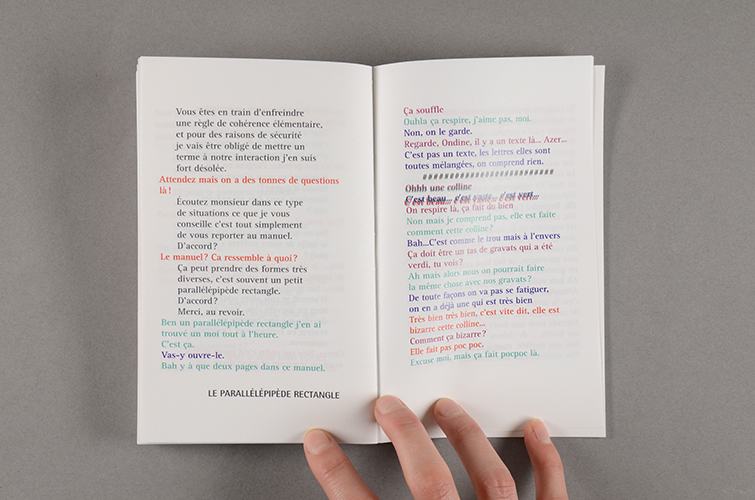 Vous êtes en train d'enfreindre
une règle de cohérence élémentaire,
et pour des raisons de sécurité
je vais être obligé de mettre un
terme à notre interaction j'en suis
fort désolée.
Attendez mais on a des tonnes de questions
là !
Écoutez monsieur dans ce type
de situations ce que je vous
conseille c'est tout simplement
de vous reporter au manuel.
D'accord ?
Le manuel ? Ca ressemble à quoi ?
Ça peut prendre des formes très
diverses, c'est souvent un petit
parallélépipède rectangle.
D'accord ?
Merci, au revoir.
Ben un parallélépipède rectangle j'en ai
trouvé un moi tout à l'heure.
C'est ça.
Vas-y ouvre-le.
Bah y à que deux pages dans ce manuel.
LE PARALLÉLÉPIPÈDE RECTANGLE
Ça souffle
Ouhla ça respire, j'aime pas, moi.
Non, on le garde.
Regarde, Ondine, il y a un texte là... Azer...
C'est pas un texte, les lettres elles sont
toutes mélangées, on comprend rien.
Ohhh une colline
C'est beau... c'est vaste... c'est vert...
On respire là, ça fait du bien
Non mais je comprend pas, elle est faite
comment cette colline ?
Bah...C'est comme le trou mais à l'envers
Ça doit être un tas de gravats qui a été
verdi, tu vois ?
Ah mais alors nous on pourrait faire
la même chose avec nos gravats ?
De toute façons on va pas se fatiguer,
on en a déjà une qui est très bien
Très bien très bien, c'est vite dit, elle est
bizarre cette colline...
Comment ça bizarre ?
Elle fait pas poc poc.
Excuse moi, mais ça fait pocpoc là.